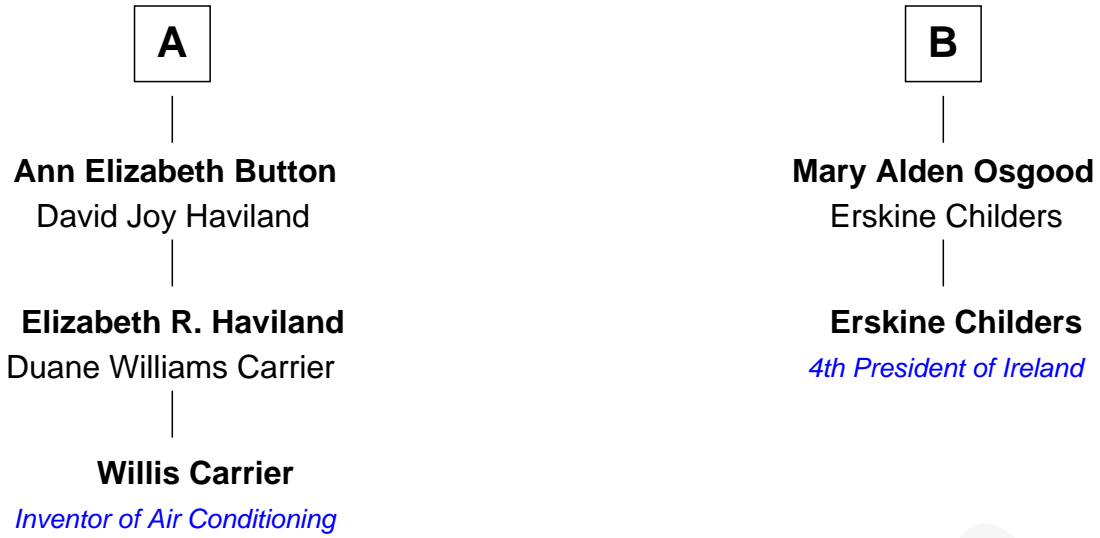 A
Ann Elizabeth Button
David Joy Haviland
Elizabeth R. Haviland
Duane Williams Carrier
Willis Carrier
Inventor of Air Conditioning
B
Mary Alden Osgood
Erskine Childers
Erskine Childers
4th President of Ireland